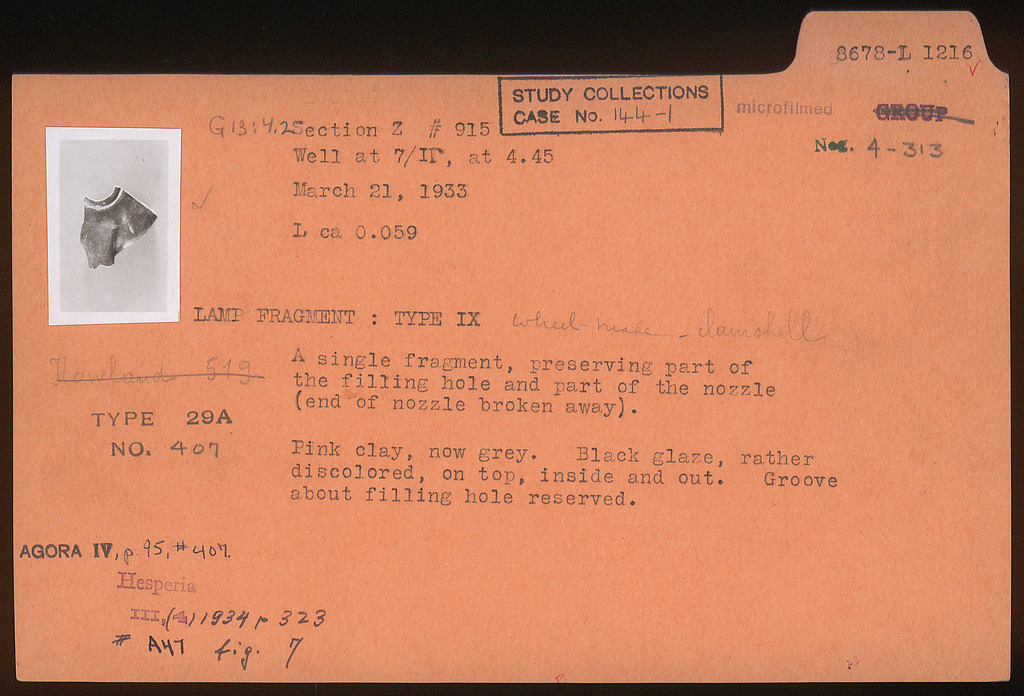 8678-L 1216
STUDY COLLECTIONS
CASE No. 144-1
microfilmed
GROUP
Neg. 4-313
G13:4.2 Section Z # 915
Well at 7/ΙΓ, at 4.45
March 21, 1933
L ca 0.059
LAMP FRAGMENT : TYPE IX wheel-made - clamshell
Howland 519
TYPE 29A
NO. 407
A single fragment, preserving part of
the filling hole and part of the nozzle
(end of nozzle broken away).
Pink clay, now grey. Black glaze, rather
discolored, on top, inside and out. Groove
about filling hole reserved.
AGORA IV, p. 95, #407.
Hesperia
III, (4) 1934 p 323
# A47 fig. 7